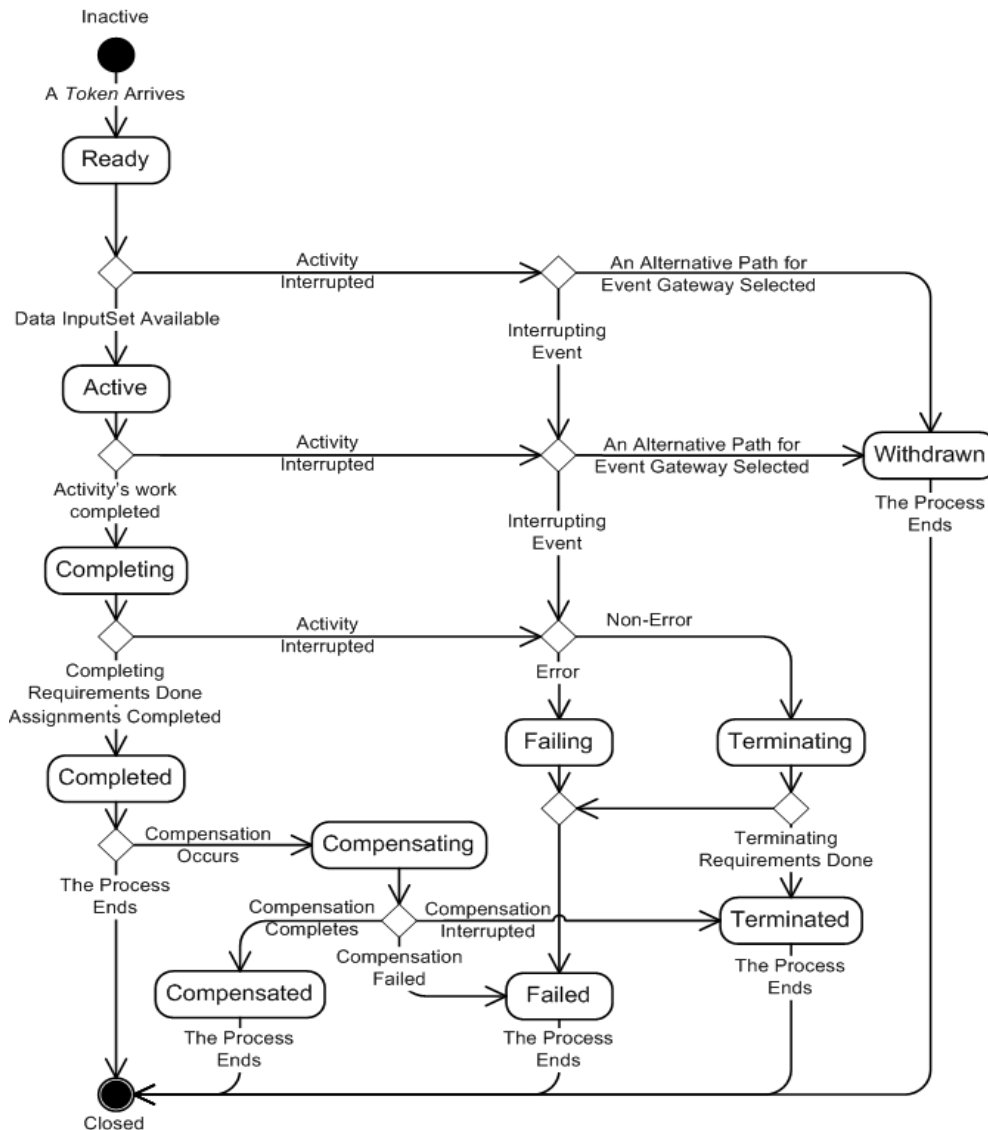 Inactive
A Token Arrives
Ready
Activity
Interrupted
An Alternative Path for
Event Gateway Selected
Data InputSet Available
Interrupting
Event
Active
Activity
Interrupted
An Alternative Path for
Event Gateway Selected
Withdrawn
Activity's work
completed
Interrupting
Event
The Process
Ends
Completing
Activity
Interrupted
Non-Error
Completing
Requirements Done
Assignments Completed
Error
Failing
Terminating
Completed
Compensation
Occurs
Compensating
Terminating
Requirements Done
The Process
Ends
Compensation
Completes
Compensation
Interrupted
Terminated
Compensation
Failed
The Process
Ends
Compensated
Failed
The Process
Ends
The Process
Ends
Closed